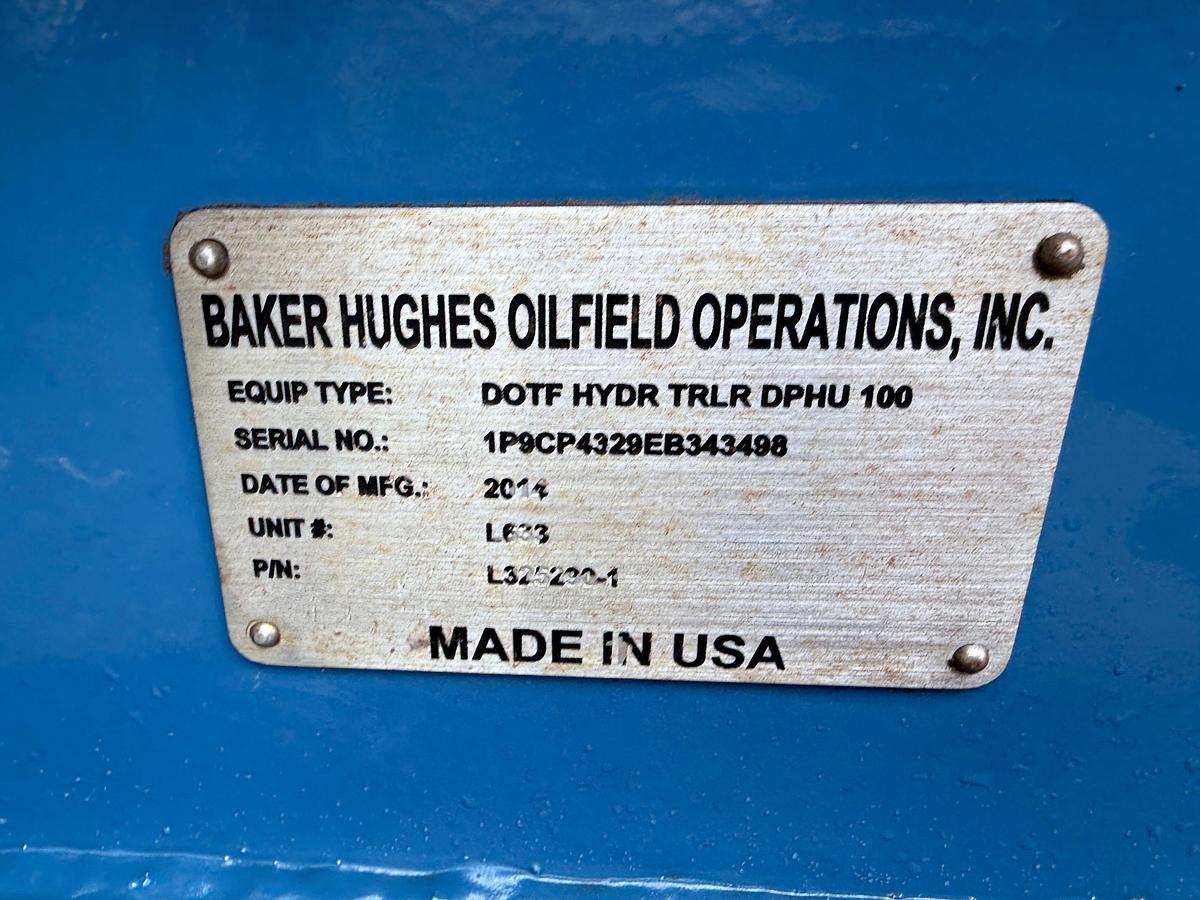 BAKER HUGHES OILFIELD OPERATIONS, INC.
EQUIP TYPE: DOTF HYDR TRLR DPHU 100
SERIAL NO.: 1P9CP4329EB343498
DATE OF MFG.: 2014
UNIT #: L633
P/N:
MADE IN USA